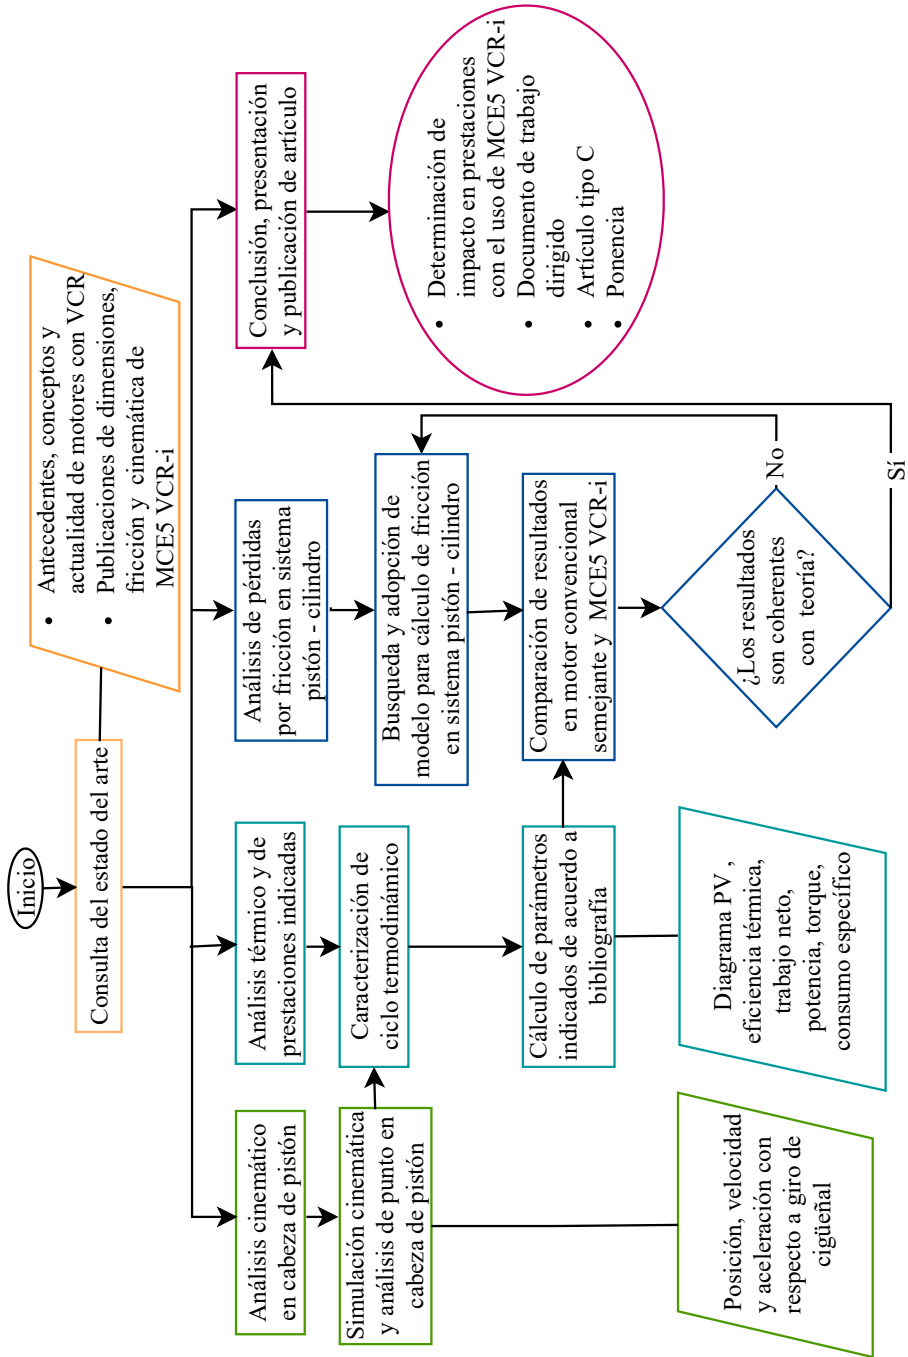 Inicio
Consulta del estado del arte
• Antecedentes, conceptos y
actualidad de motores con VCR
• Publicaciones de dimensiones,
fricción y cinemática de
MCE5 VCR-i
Análisis cinemático
en cabeza de pistón
Simulación cinemática
y análisis de punto en
cabeza de pistón
Posición, velocidad
y aceleración con
respecto a giro de
cigüeñal
Análisis térmico y de
prestaciones indicadas
Caracterización de
ciclo termodinámico
Cálculo de parámetros
indicados de acuerdo a
bibliografía
Diagrama PV ,
eficiencia térmica,
trabajo neto,
potencia, torque,
consumo específico
Análisis de pérdidas
por fricción en sistema
pistón - cilindro
Busqueda y adopción de
modelo para cálculo de fricción
en sistema pistón - cilindro
Comparación de resultados
en motor convencional
semejante y MCE5 VCR-i
¿Los resultados
son coherentes
con teoría?
No
Sí
Conclusión, presentación
y publicación de artículo
• Determinación de
impacto en prestaciones
con el uso de MCE5 VCR-i
• Documento de trabajo
dirigido
• Artículo tipo C
• Ponencia